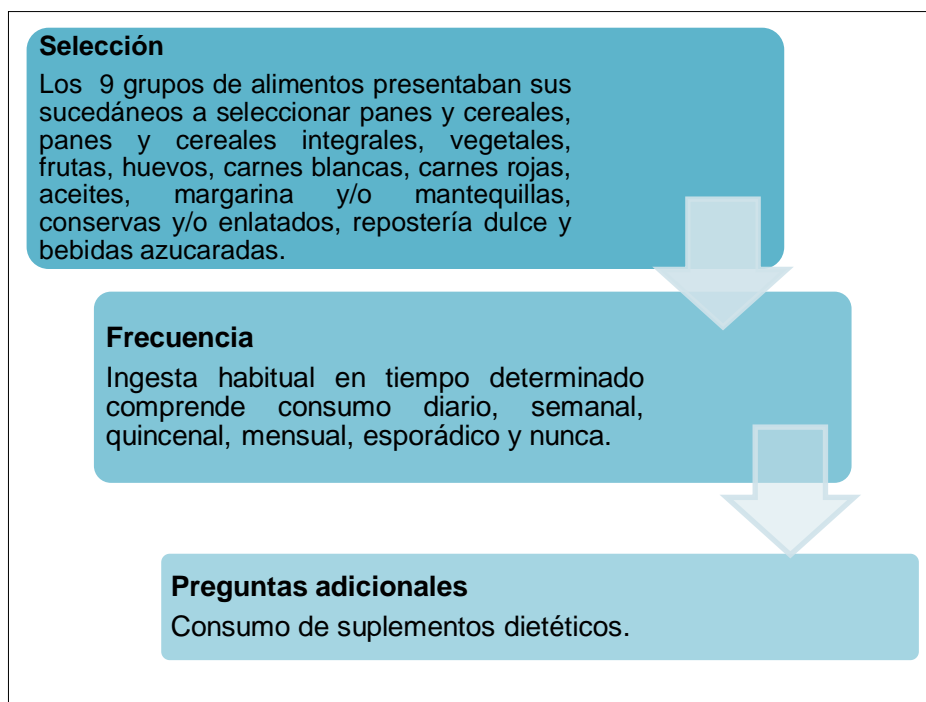 Selección
Los 9 grupos de alimentos presentaban sus
sucedáneos a seleccionar panes y cereales,
panes y cereales integrales, vegetales,
frutas, huevos, carnes blancas, carnes rojas,
aceites, margarina y/o mantequillas,
conservas y/o enlatados, repostería dulce y
bebidas azucaradas.
Frecuencia
Ingesta habitual en tiempo determinado
comprende consumo diario, semanal,
quincenal, mensual, esporádico y nunca.
Preguntas adicionales
Consumo de suplementos dietéticos.